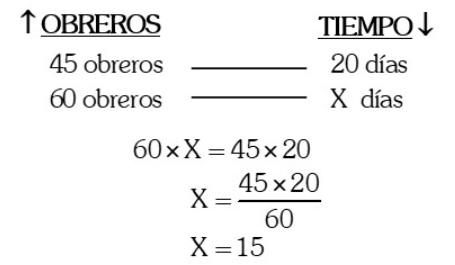 ↑ OBREROS TIEMPO ↓
45 obreros 20 días
60 obreros X días
60 × X = 45 × 20
X = 45 × 20 / 60
X = 15